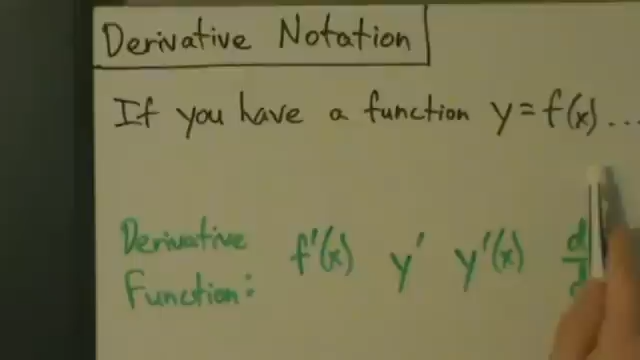 Derivative Notation
If you have a function y = f(x) ...
Derivative Function: f'(x) y' y'(x) d